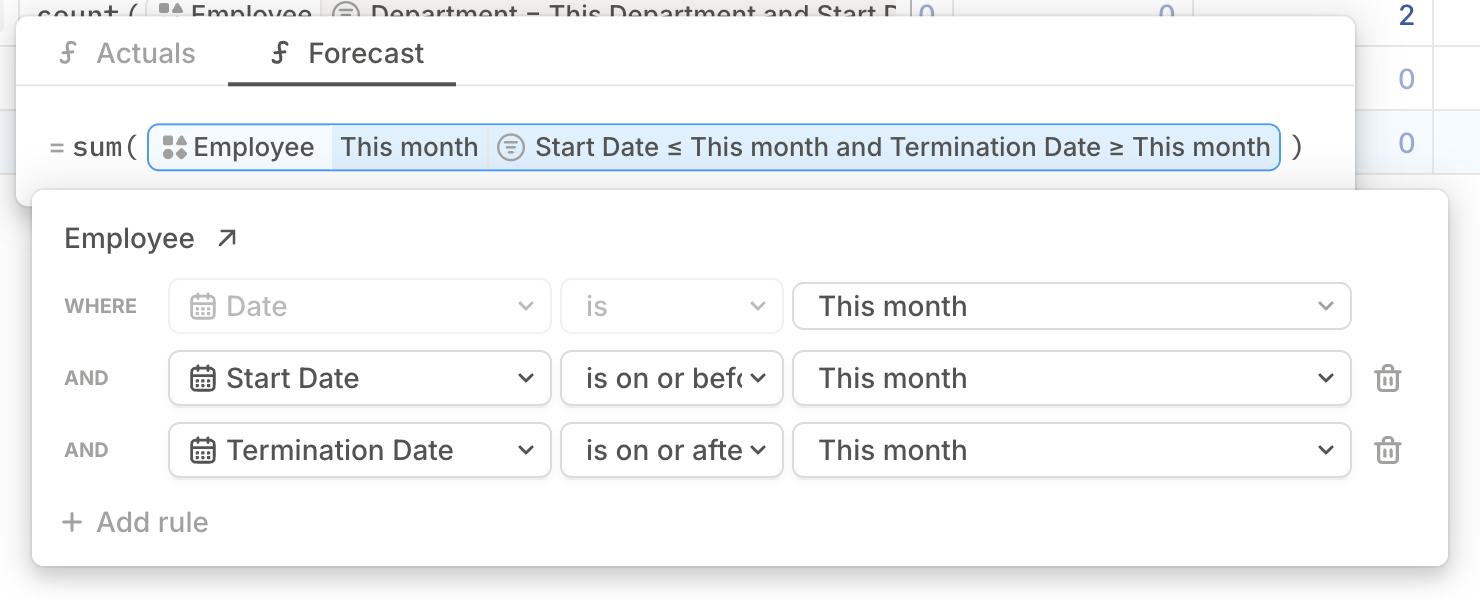 count( Employee Department = This Department and Start D 0 0 2
Actuals Forecast
0
= sum( Employee This month Start Date ≤ This month and Termination Date ≥ This month ) 0
Employee
WHERE Date is This month
AND Start Date is on or befo This month
AND Termination Date is on or afte This month
+ Add rule